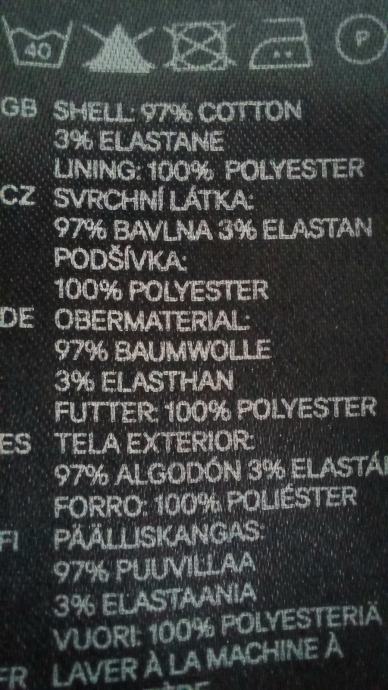 40 P
GB SHELL: 97% COTTON
3% ELASTANE
LINING: 100% POLYESTER
CZ SVRCHNÍ LÁTKA:
97% BAVLNA 3% ELASTAN
PODŠÍVKA:
100% POLYESTER
DE OBERMATERIAL:
97% BAUMWOLLE
3% ELASTHAN
FUTTER: 100% POLYESTER
ES TELA EXTERIOR:
97% ALGODÓN 3% ELASTÁ
FORRO: 100% POLIÉSTER
FI PÄÄLLISKANGAS:
97% PUUVILLAA
3% ELASTAANIA
VUORI: 100% POLYESTERIÄ
FR LAVER À LA MACHINE À